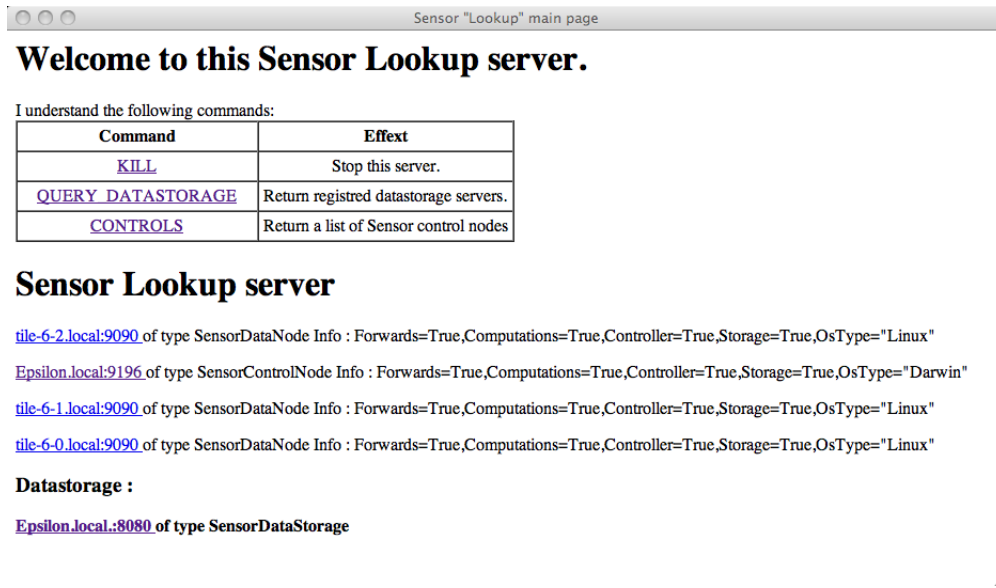 Sensor "Lookup" main page
Welcome to this Sensor Lookup server.
I understand the following commands:
Command Effext
KILL Stop this server.
QUERY_DATASTORAGE Return registred datastorage servers.
CONTROLS Return a list of Sensor control nodes
Sensor Lookup server
tile-6-2.local:9090 of type SensorDataNode Info : Forwards=True,Computations=True,Controller=True,Storage=True,OsType="Linux"
Epsilon.local:9196 of type SensorControlNode Info : Forwards=True,Computations=True,Controller=True,Storage=True,OsType="Darwin"
tile-6-1.local:9090 of type SensorDataNode Info : Forwards=True,Computations=True,Controller=True,Storage=True,OsType="Linux"
tile-6-0.local:9090 of type SensorDataNode Info : Forwards=True,Computations=True,Controller=True,Storage=True,OsType="Linux"
Datastorage :
Epsilon.local.:8080 of type SensorDataStorage